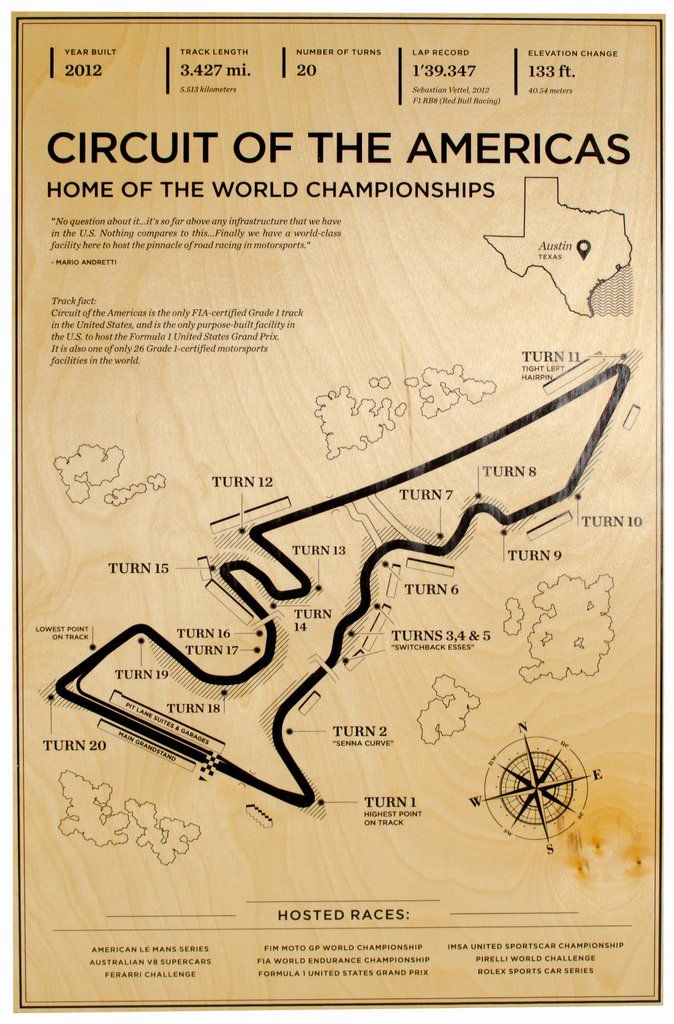 YEAR BUILT
2012
TRACK LENGTH
3.427 mi.
5.513 kilometers
NUMBER OF TURNS
20
LAP RECORD
1'39.347
Sebastian Vettel, 2012
F1 RB8 (Red Bull Racing)
ELEVATION CHANGE
133 ft.
40.54 meters
CIRCUIT OF THE AMERICAS
HOME OF THE WORLD CHAMPIONSHIPS
"No question about it...it's so far above any infrastructure that we have
in the U.S. Nothing compares to this...Finally we have a world-class
facility here to host the pinnacle of road racing in motorsports."
- MARIO ANDRETTI
Austin
TEXAS
Track fact:
Circuit of the Americas is the only FIA-certified Grade 1 track
in the United States, and is the only purpose-built facility in
the U.S. to host the Formula 1 United States Grand Prix.
It is also one of only 26 Grade 1-certified motorsports
facilities in the world.
TURN 11
TIGHT LEFT
HAIRPIN
TURN 12
TURN 7
TURN 8
TURN 10
TURN 9
TURN 13
TURN 15
TURN 6
TURN
14
TURN 16
TURN 17
TURNS 3,4 & 5
"SWITCHBACK ESSES"
LOWEST POINT
ON TRACK
TURN 19
TURN 18
PIT LANE SUITES & GARAGES
MAIN GRANDSTAND
TURN 20
TURN 2
"SENNA CURVE"
TURN 1
HIGHEST POINT
ON TRACK
N
ne
E
se
S
sw
W
nw
HOSTED RACES:
AMERICAN LE MANS SERIES
AUSTRALIAN V8 SUPERCARS
FERARRI CHALLENGE
FIM MOTO GP WORLD CHAMPIONSHIP
FIA WORLD ENDURANCE CHAMPIONSHIP
FORMULA 1 UNITED STATES GRAND PRIX
IMSA UNITED SPORTSCAR CHAMPIONSHIP
PIRELLI WORLD CHALLENGE
ROLEX SPORTS CAR SERIES